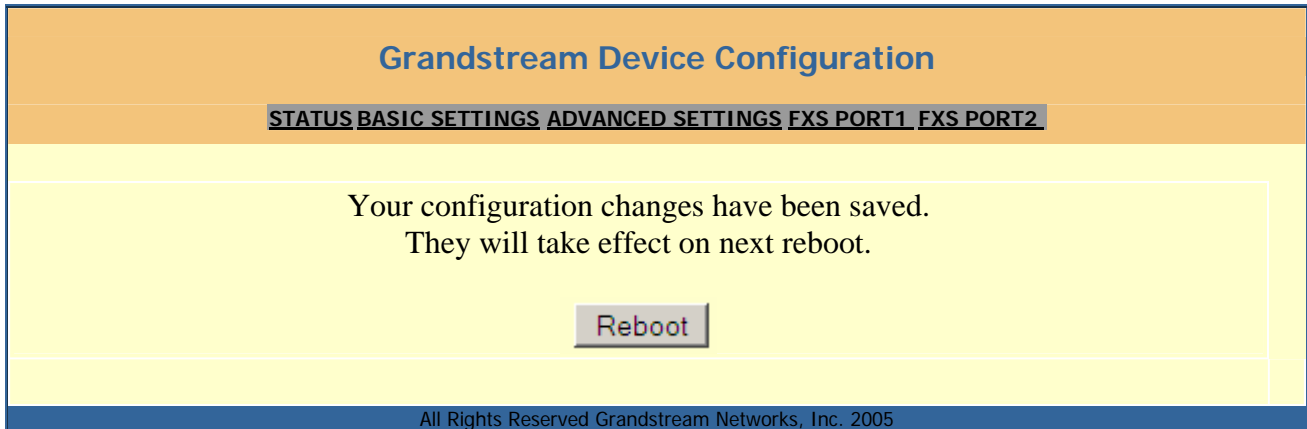 Grandstream Device Configuration
STATUS BASIC SETTINGS ADVANCED SETTINGS FXS PORT1 FXS PORT2
Your configuration changes have been saved.
They will take effect on next reboot.
Reboot
All Rights Reserved Grandstream Networks, Inc. 2005